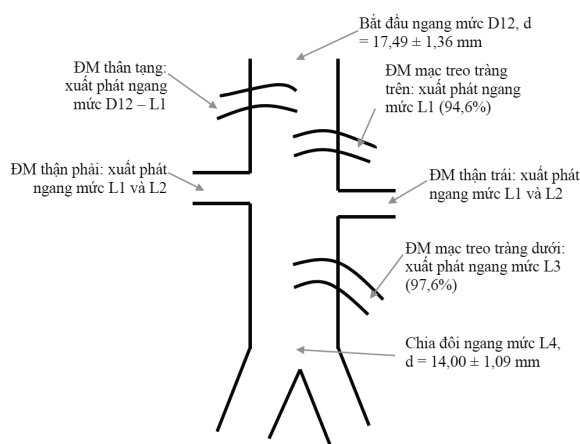 Bắt đầu ngang mức D12, d
= 17,49 ± 1,36 mm
ĐM thân tạng:
xuất phát ngang
mức D12 – L1
ĐM mạc treo tràng
trên: xuất phát ngang
mức L1 (94,6%)
ĐM thận phải: xuất phát
ngang mức L1 và L2
ĐM thận trái: xuất phát
ngang mức L1 và L2
ĐM mạc treo tràng dưới:
xuất phát ngang mức L3
(97,6%)
Chia đôi ngang mức L4,
d = 14,00 ± 1,09 mm